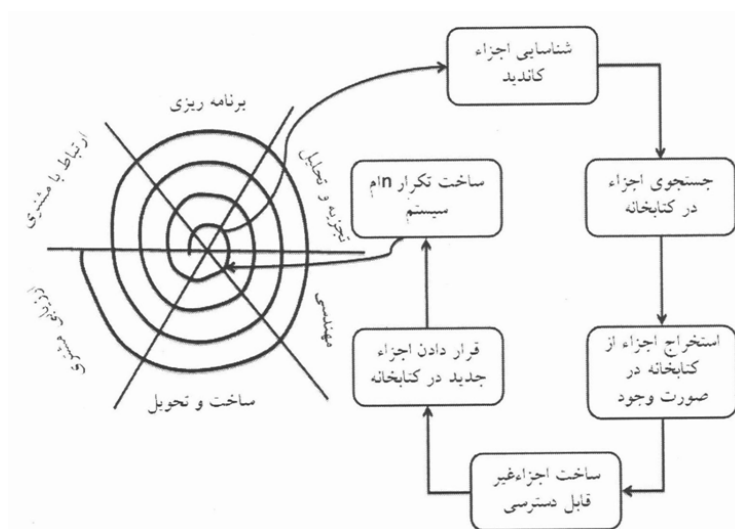 شناسایی اجزاء
کاندید
برنامه ریزی
ارتباط با مشتری
تجزیه و تحلیل
ساخت تکرار nام
سیستم
جستجوی اجزاء
در کتابخانه
ارزیابی مشتری
مهندسی
ساخت و تحویل
قرار دادن اجزاء
جدید در کتابخانه
استخراج اجزاء از
کتابخانه در
صورت وجود
ساخت اجزاءغیر
قابل دسترسی